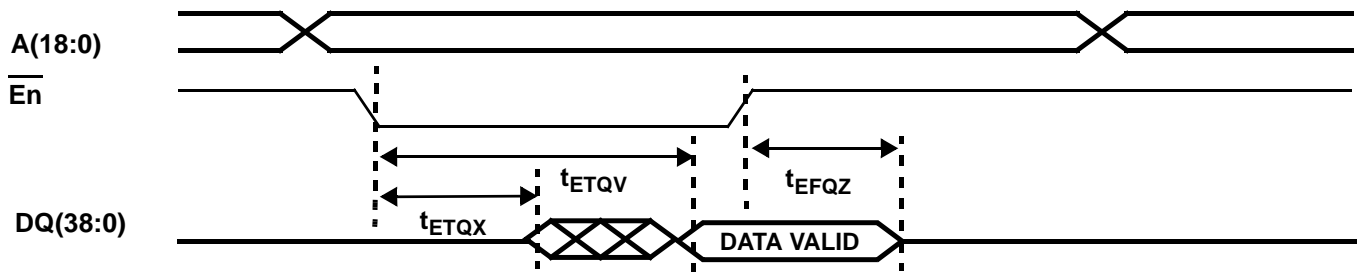 A(18:0)
En
tETQV
tEFQZ
tETQX
DQ(38:0)
DATA VALID